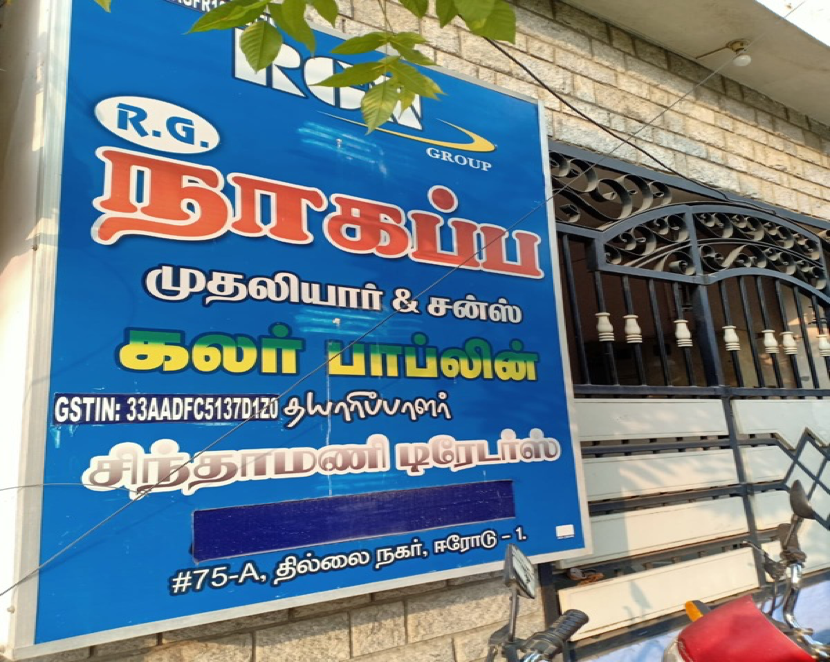 GROUP
R.G.
நாகப்ப
முதலியார் & சன்ஸ்
கலர் பாப்லின்
GSTIN: 33AADFC5137D1Z0 தயாரிப்பாளர்
சிந்தாமணி டிரேடர்ஸ்
#75-A, தில்லை நகர், ஈரோடு – 1.